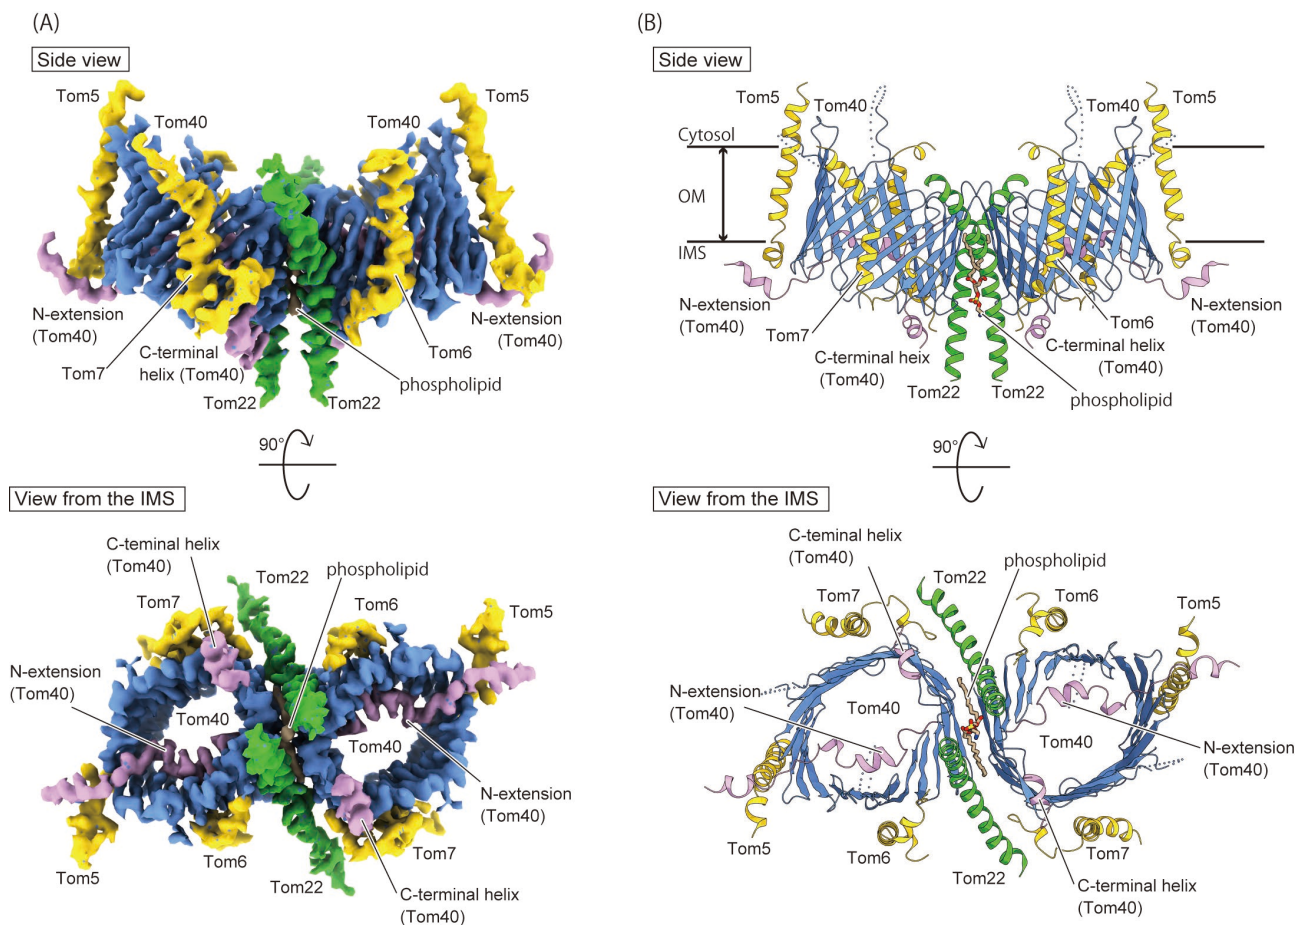 (A)
Side view
Tom5
Tom5
Tom40
Tom40
N-extension
(Tom40)
N-extension
(Tom40)
Tom7
C-terminal
helix (Tom40)
Tom6
phospholipid
Tom22
Tom22
90°
View from the IMS
C-teminal helix
(Tom40)
phospholipid
Tom22
Tom7
Tom6
Tom5
N-extension
(Tom40)
Tom40
Tom40
N-extension
(Tom40)
Tom6
Tom7
Tom5
Tom22
C-terminal helix
(Tom40)
(B)
Side view
Tom5
Tom40
Tom40
Tom5
Cytosol
OM
IMS
N-extension
(Tom40)
N-extension
(Tom40)
Tom7
Tom6
C-terminal heix
(Tom40)
C-terminal helix
(Tom40)
Tom22
Tom22
phospholipid
90°
View from the IMS
C-terminal helix
(Tom40)
phospholipid
Tom22
Tom7
Tom6
Tom5
N-extension
(Tom40)
Tom40
Tom40
N-extension
(Tom40)
Tom5
Tom6
Tom7
Tom22
C-terminal helix
(Tom40)